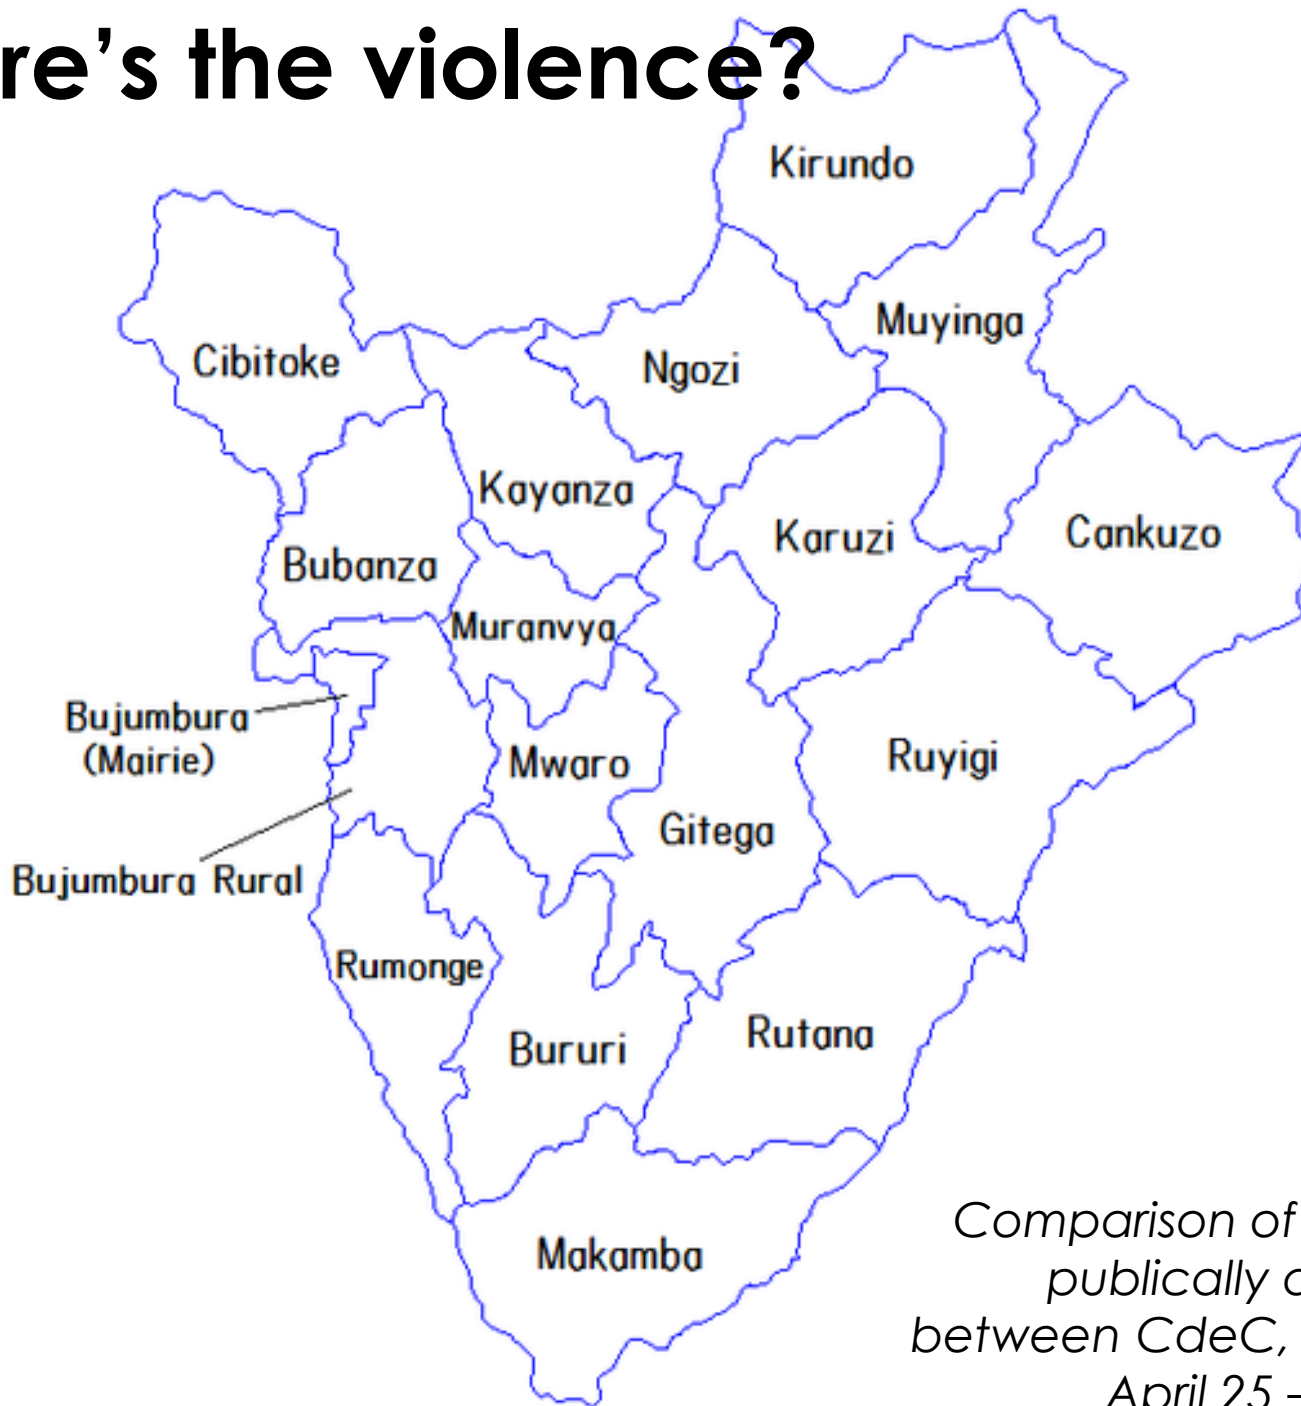 re's the violence?
Kirundo
Muyinga
Cibitoke
Ngozi
Kayanza
Karuzi
Cankuzo
Bubanza
Muranvya
Bujumbura
(Mairie)
Mwaro
Ruyigi
Gitega
Bujumbura Rural
Rumonge
Bururi
Rutana
Makamba
Comparison of
publically
between CdeC,
April 25 -